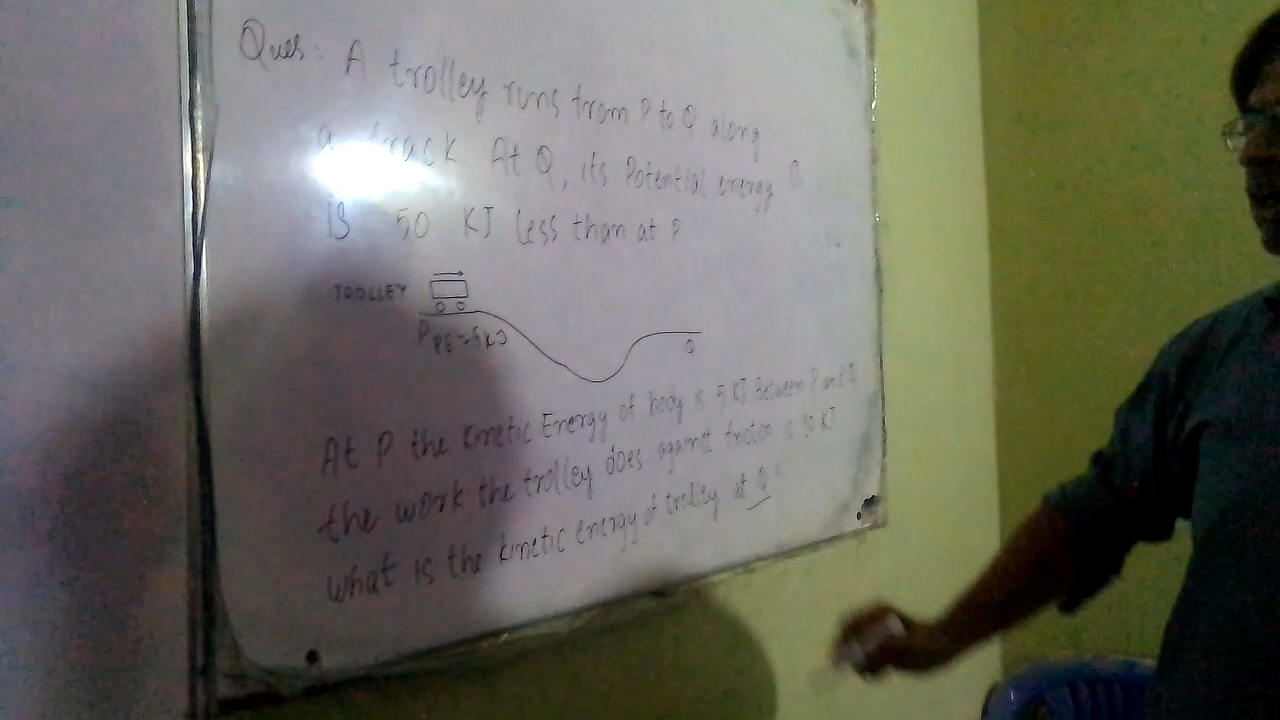 Ques: A trolley runs from P to Q along
a track At Q, its Potential energy
is 50 KJ less than at P
TROLLEY
P
Q
At P the Kinetic Energy of body is 5 KJ Between P and Q
the work the trolley does against friction is KJ
What is the kinetic energy of trolley at Q?